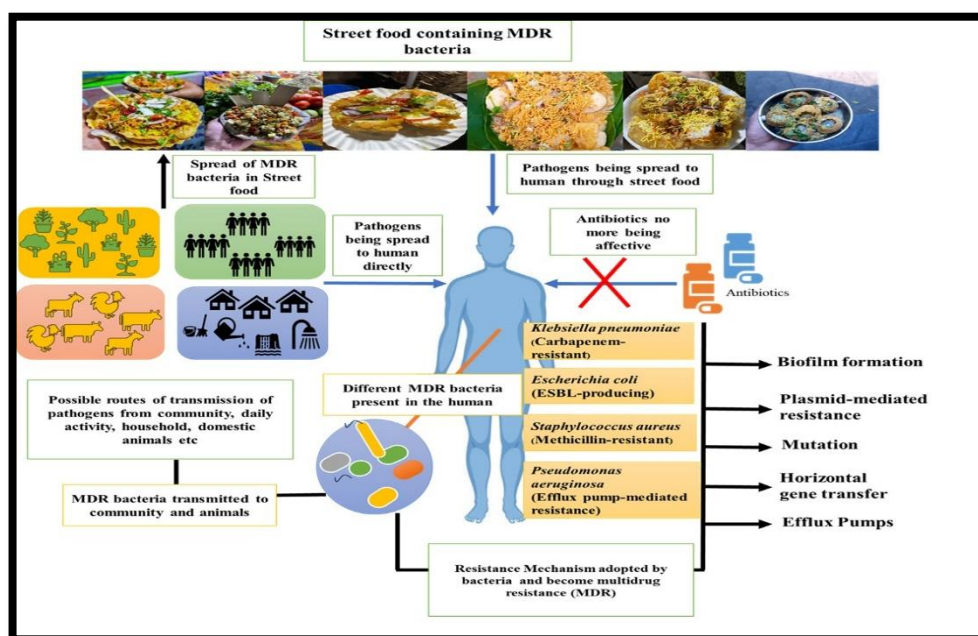 Street food containing MDR
bacteria
Spread of MDR
bacteria in Street
food
Pathogens being spread to
human through street food
Pathogens
being spread
to human
directly
Antibiotics no
more being
affective
Antibiotics
Klebsiella pneumoniae
(Carbapenem-
resistant)
Escherichia coli
(ESBL-producing)
Staphylococcus aureus
(Methicillin-resistant)
Pseudomonas
aeruginosa
(Efflux pump-mediated
resistance)
Biofilm formation
Plasmid-mediated
resistance
Mutation
Horizontal
gene transfer
Efflux Pumps
Different MDR bacteria
present in the human
Possible routes of transmission of
pathogens from community, daily
activity, household, domestic
animals etc
MDR bacteria transmitted to
community and animals
Resistance Mechanism adopted by
bacteria and become multidrug
resistance (MDR)